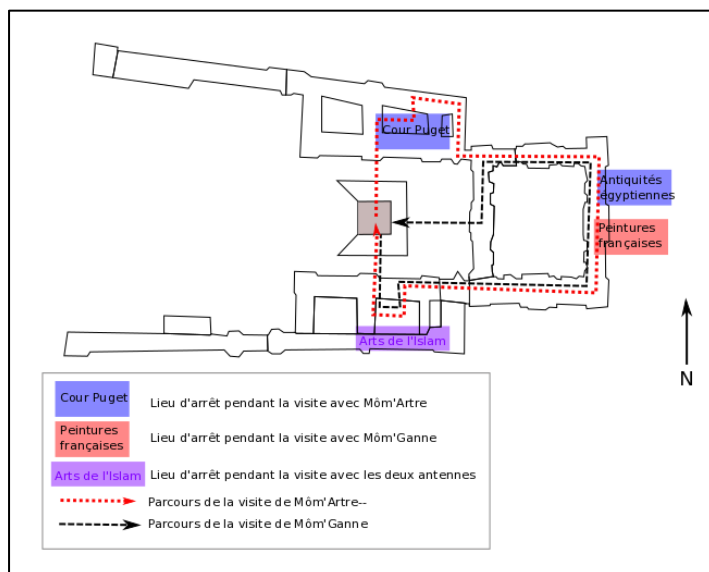 Cour Puget
Antiquités
égyptiennes
Peintures
françaises
Arts de l'Islam
N
Cour Puget
Lieu d'arrêt pendant la visite avec Môm'Artre
Peintures
françaises
Lieu d'arrêt pendant la visite avec Môm'Ganne
Arts de l'Islam
Lieu d'arrêt pendant la visite avec les deux antennes
Parcours de la visite de Môm'Artre--
Parcours de la visite de Môm'Ganne